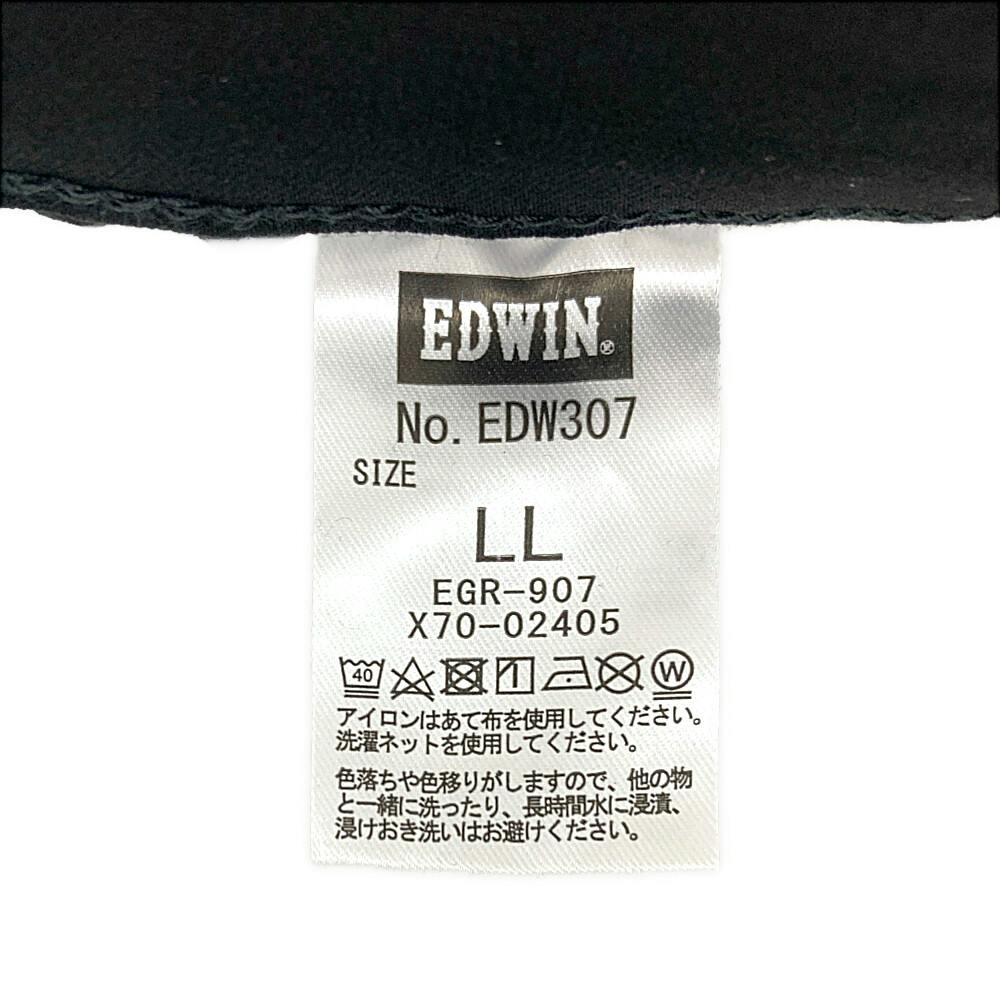 EDWIN®
No. EDW307
SIZE
LL
EGR-907
X70-02405
40 W
アイロンはあて布を使用してください。
洗濯ネットを使用してください。
色落ちや色移りがしますので、他の物
と一緒に洗ったり、長時間水に浸漬、
浸けおき洗いはお避けください。